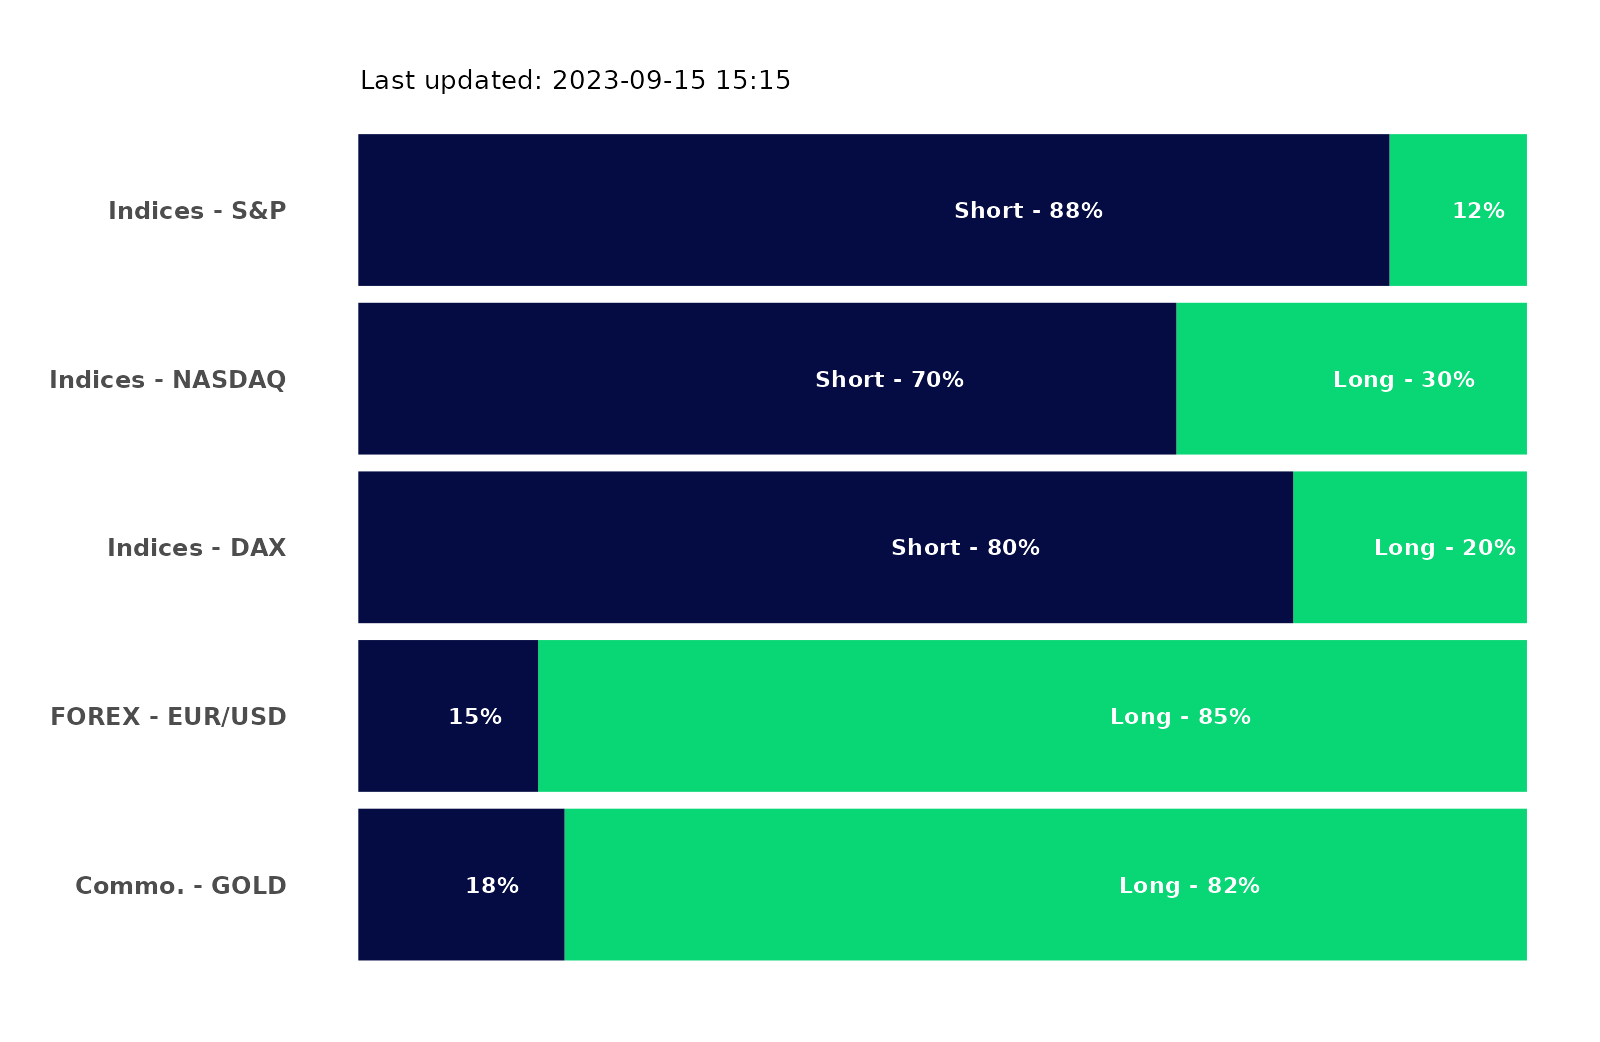 Last updated: 2023-09-15 15:15
Indices - S&P
Short - 88%
12%
Indices - NASDAQ
Short - 70%
Long - 30%
Indices - DAX
Short - 80%
Long - 20%
FOREX - EUR/USD
15%
Long - 85%
Commo. - GOLD
18%
Long - 82%